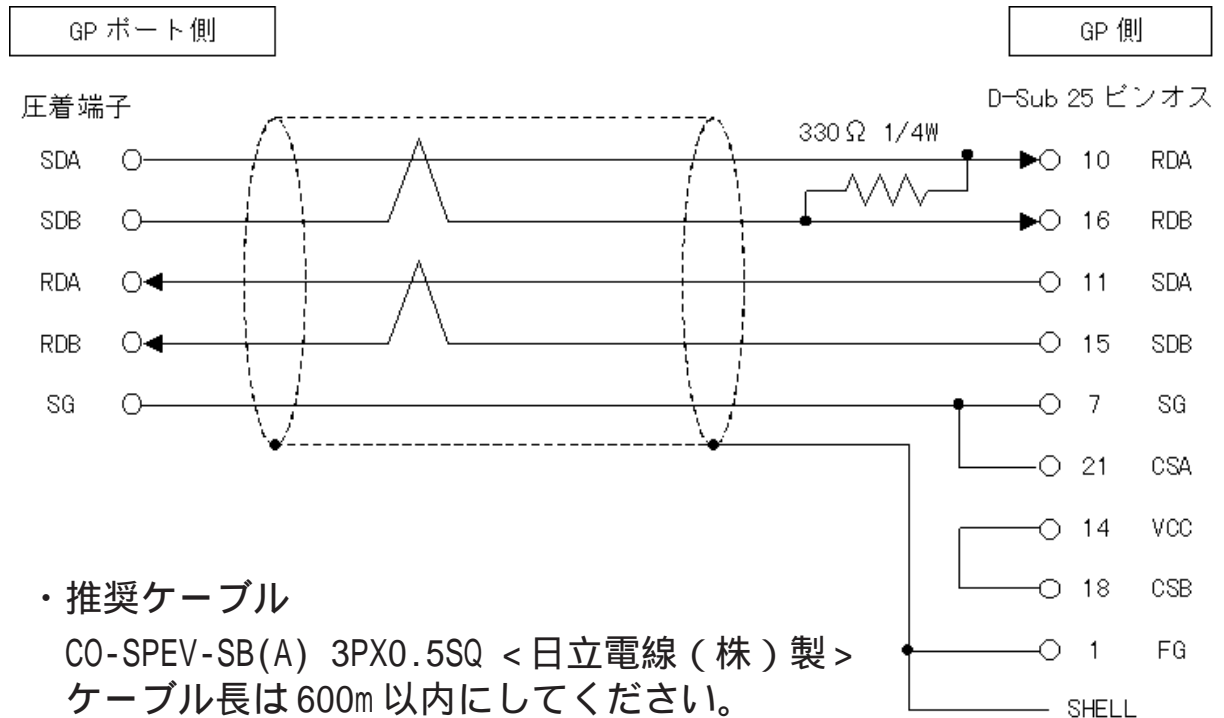 GP ポート側
GP 側
圧着端子
D-Sub 25 ピンオス
330Ω 1/4W
SDA 10 RDA
SDB 16 RDB
RDA 11 SDA
RDB 15 SDB
SG 7 SG
21 CSA
14 VCC
18 CSB
1 FG
SHELL
・推奨ケーブル
CO-SPEV-SB(A) 3PX0.5SQ <日立電線(株)製>
ケーブル長は600m以内にしてください。